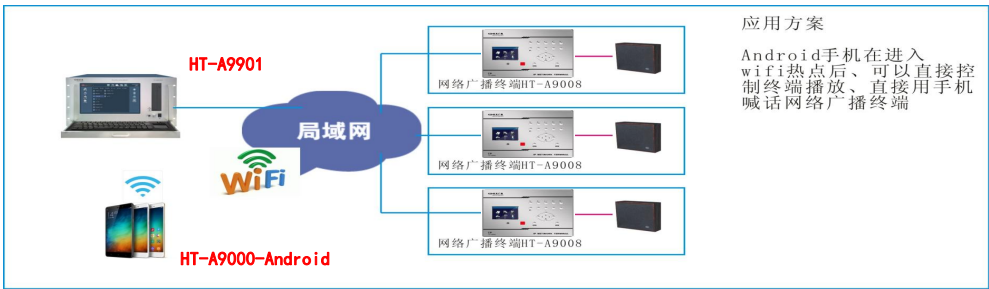 HT-A9901
局域网
WiFi
HT-A9000-Android
网络广播终端HT-A9008
网络广播终端HT-A9008
网络广播终端HT-A9008
应用方案
Android手机在进入
wifi热点后、可以直接控
制终端播放、直接用手机
喊话网络广播终端